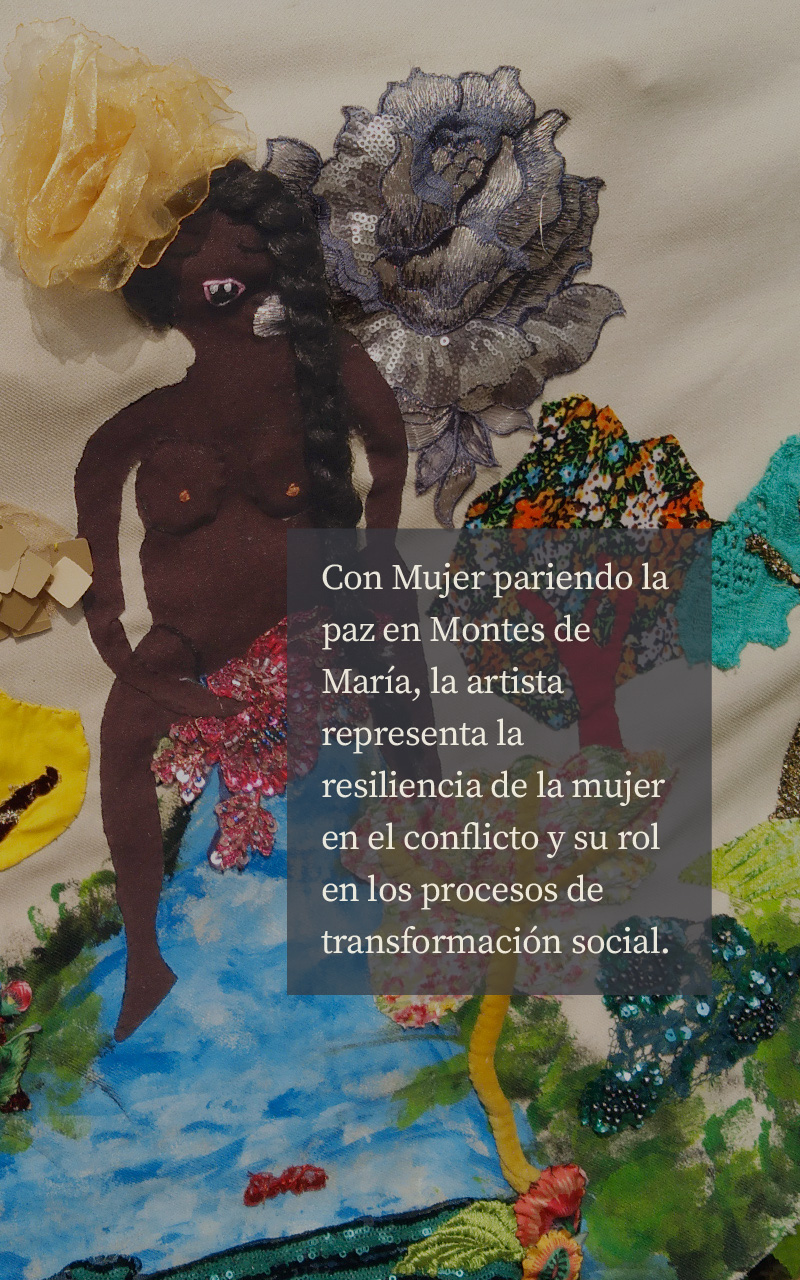 Con Mujer pariendo la
paz en Montes de
María, la artista
representa la
resiliencia de la mujer
en el conflicto y su rol
en los procesos de
transformación social.